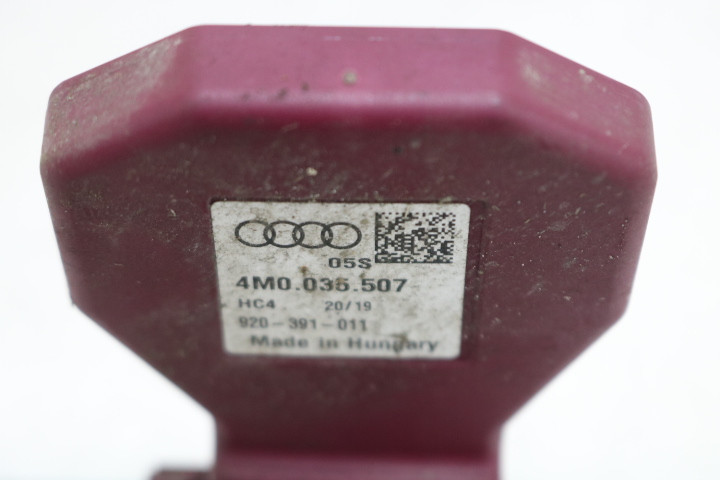 05S
4M0.035.507
HC4 20/19
920-391-011
Made in Hungary